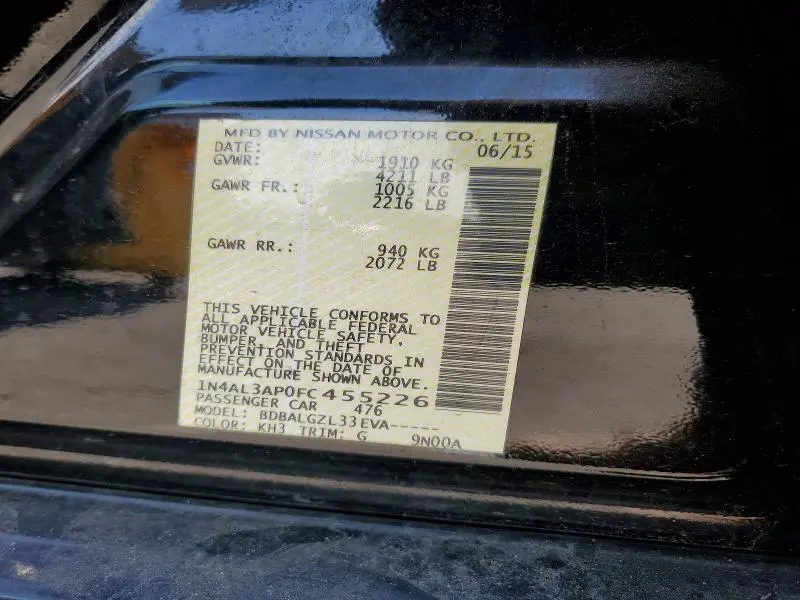 MFD BY NISSAN MOTOR CO., LTD.
DATE: 06/15
GVWR: 1910 KG
4211 LB
GAWR FR.: 1005 KG
2216 LB
GAWR RR.: 940 KG
2072 LB
THIS VEHICLE CONFORMS TO
ALL APPLICABLE FEDERAL
MOTOR VEHICLE SAFETY,
BUMPER, AND THEFT
PREVENTION STANDARDS IN
EFFECT ON THE DATE OF
MANUFACTURE SHOWN ABOVE.
1N4AL3AP0FC455226
PASSENGER CAR 476
MODEL: BDBALGZL33EVA-----
COLOR: KH3 TRIM: G 9N00A